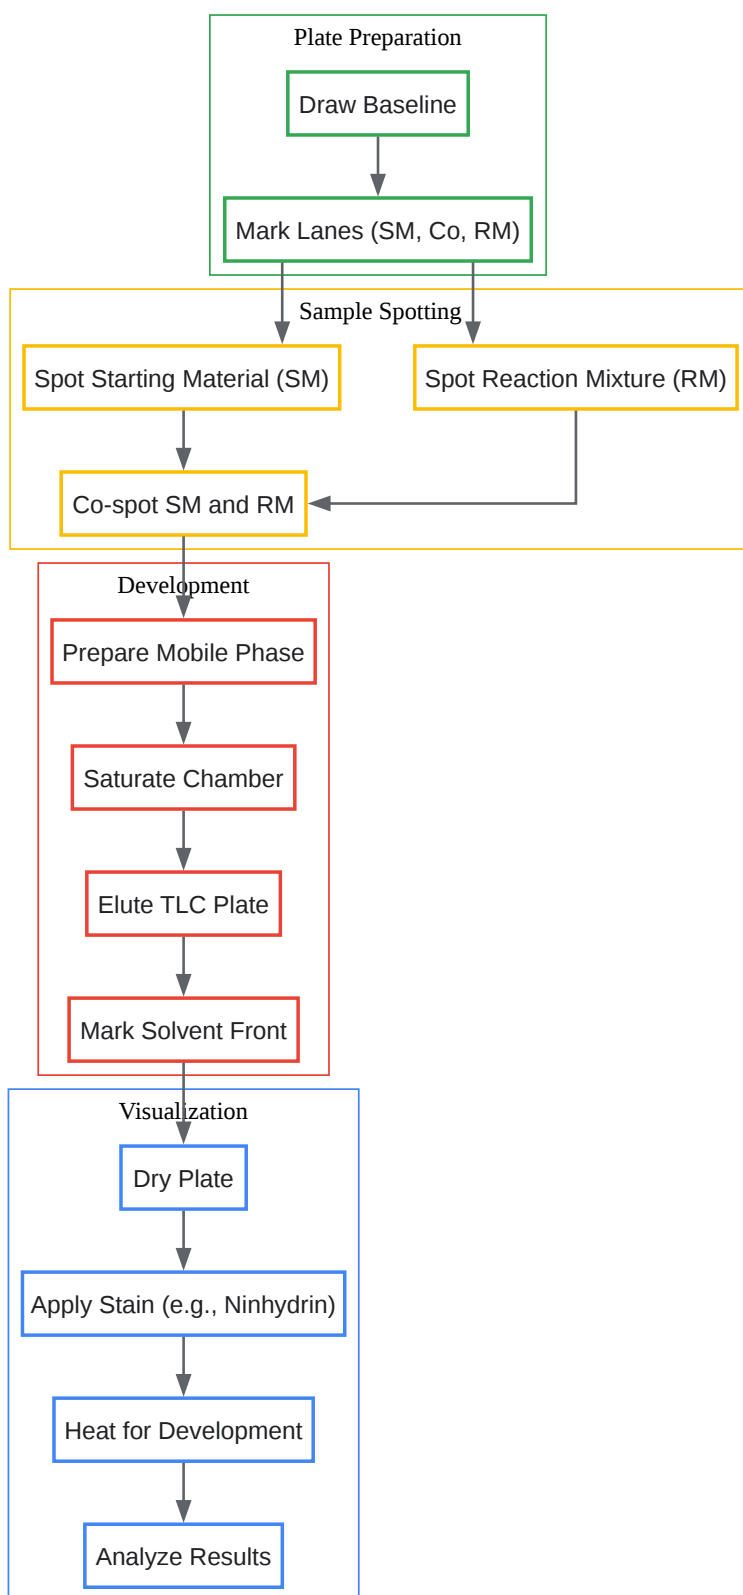 Plate Preparation
Draw Baseline
Mark Lanes (SM, Co, RM)
Sample Spotting
Spot Starting Material (SM)
Spot Reaction Mixture (RM)
Co-spot SM and RM
Development
Prepare Mobile Phase
Saturate Chamber
Elute TLC Plate
Mark Solvent Front
Visualization
Dry Plate
Apply Stain (e.g., Ninhydrin)
Heat for Development
Analyze Results